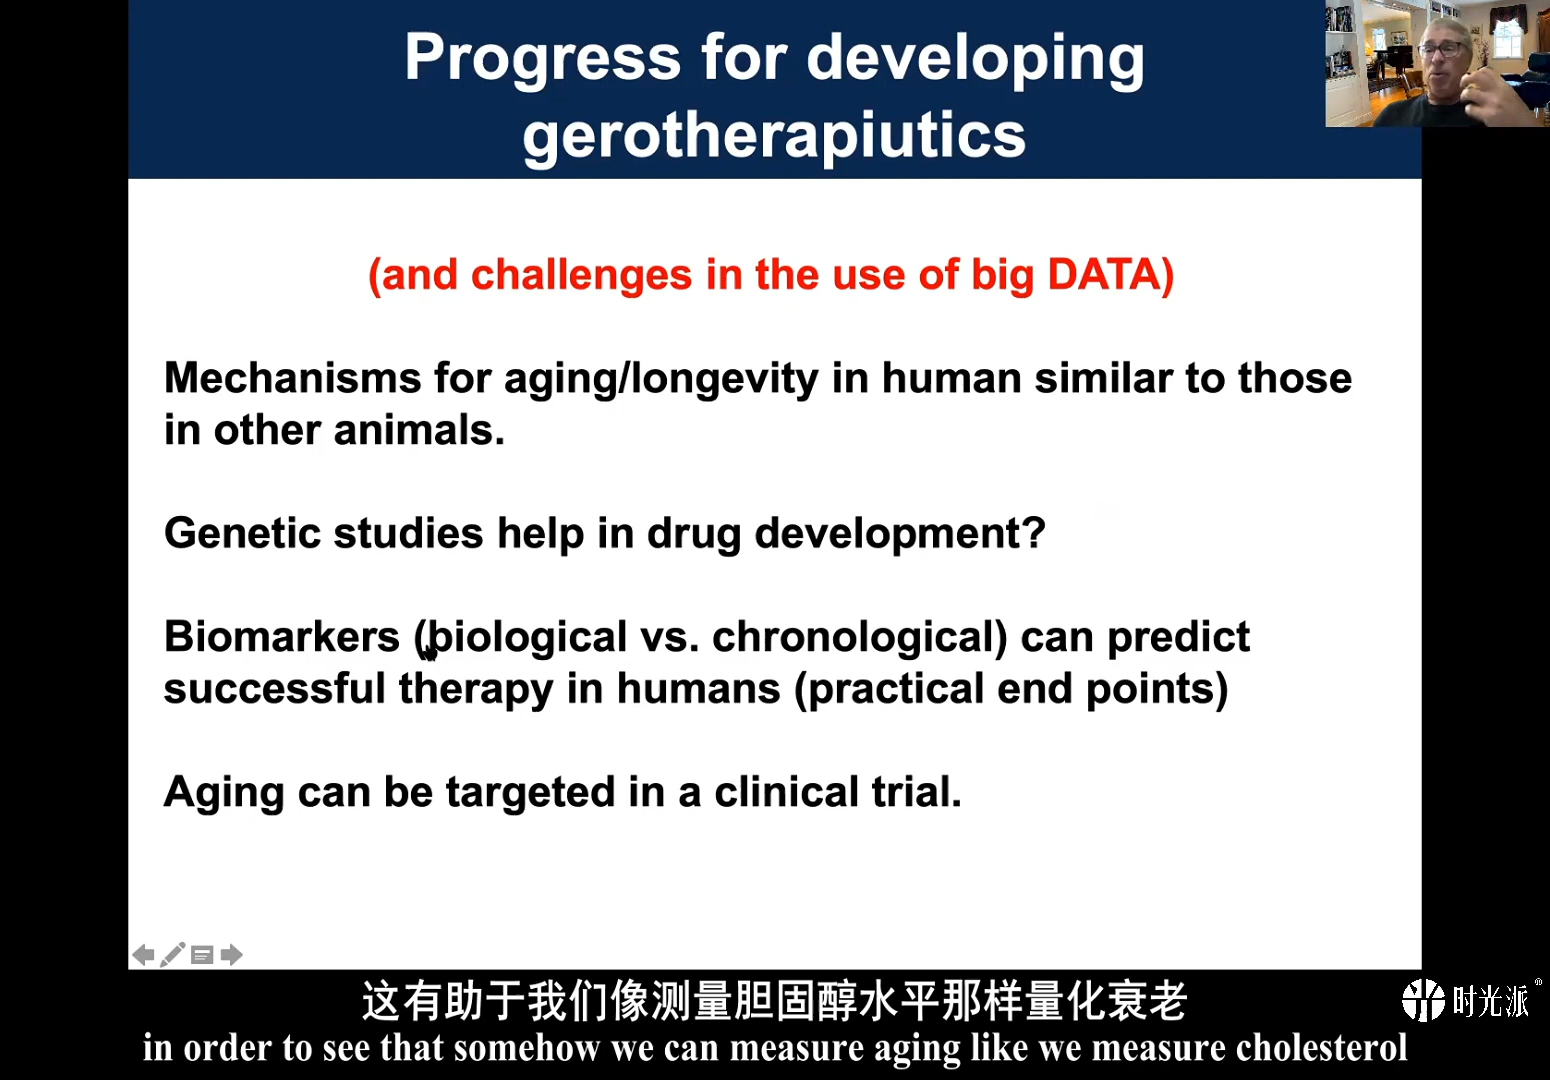 Progress for developing
gerotherapiutics
(and challenges in the use of big DATA)
Mechanisms for aging/longevity in human similar to those
in other animals.
Genetic studies help in drug development?
Biomarkers (biological vs. chronological) can predict
successful therapy in humans (practical end points)
Aging can be targeted in a clinical trial.
这有助于我们像测量胆固醇水平那样量化衰老
in order to see that somehow we can measure aging like we measure cholesterol
时光派®